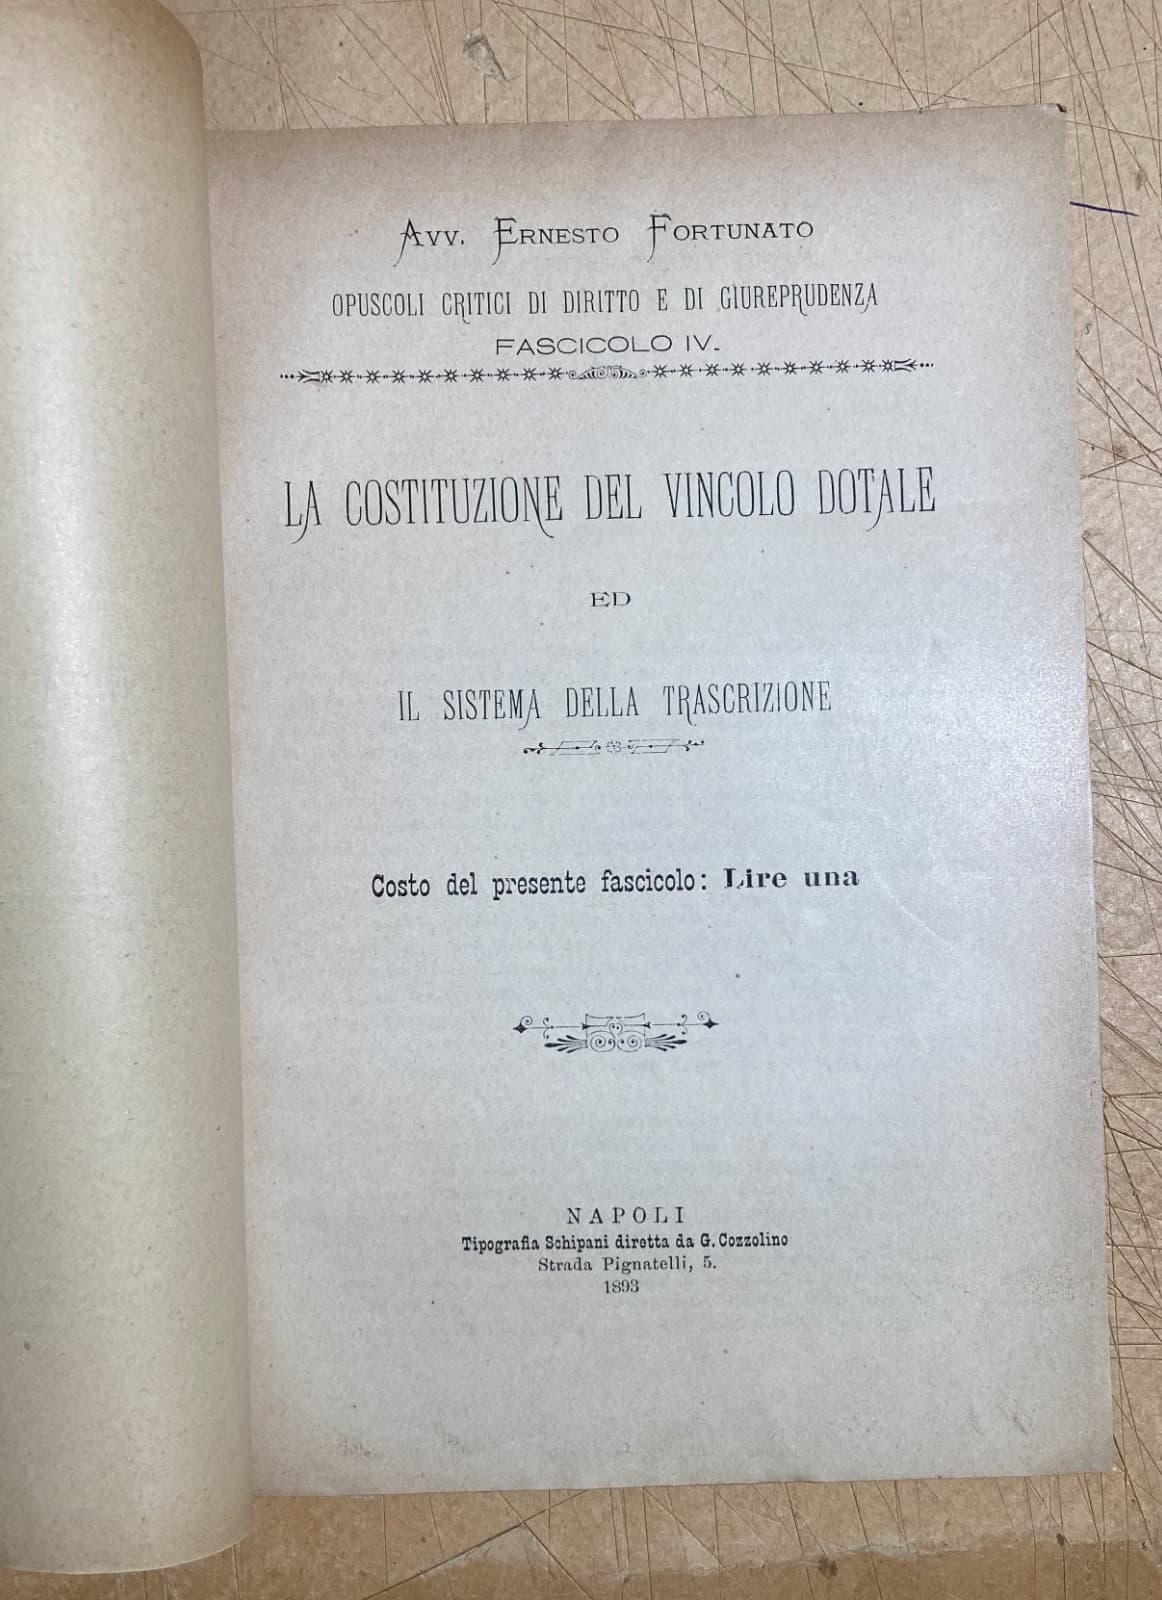 AVV. ERNESTO FORTUNATO
OPUSCOLI CRITICI DI DIRITTO E DI GIUREPRUDENZA
FASCICOLO IV.
LA COSTITUZIONE DEL VINCOLO DOTALE
ED
IL SISTEMA DELLA TRASCRIZIONE
Costo del presente fascicolo: Lire una
NAPOLI
Tipografia Schipani diretta da G. Cozzolino
Strada Pignatelli, 5.
1893